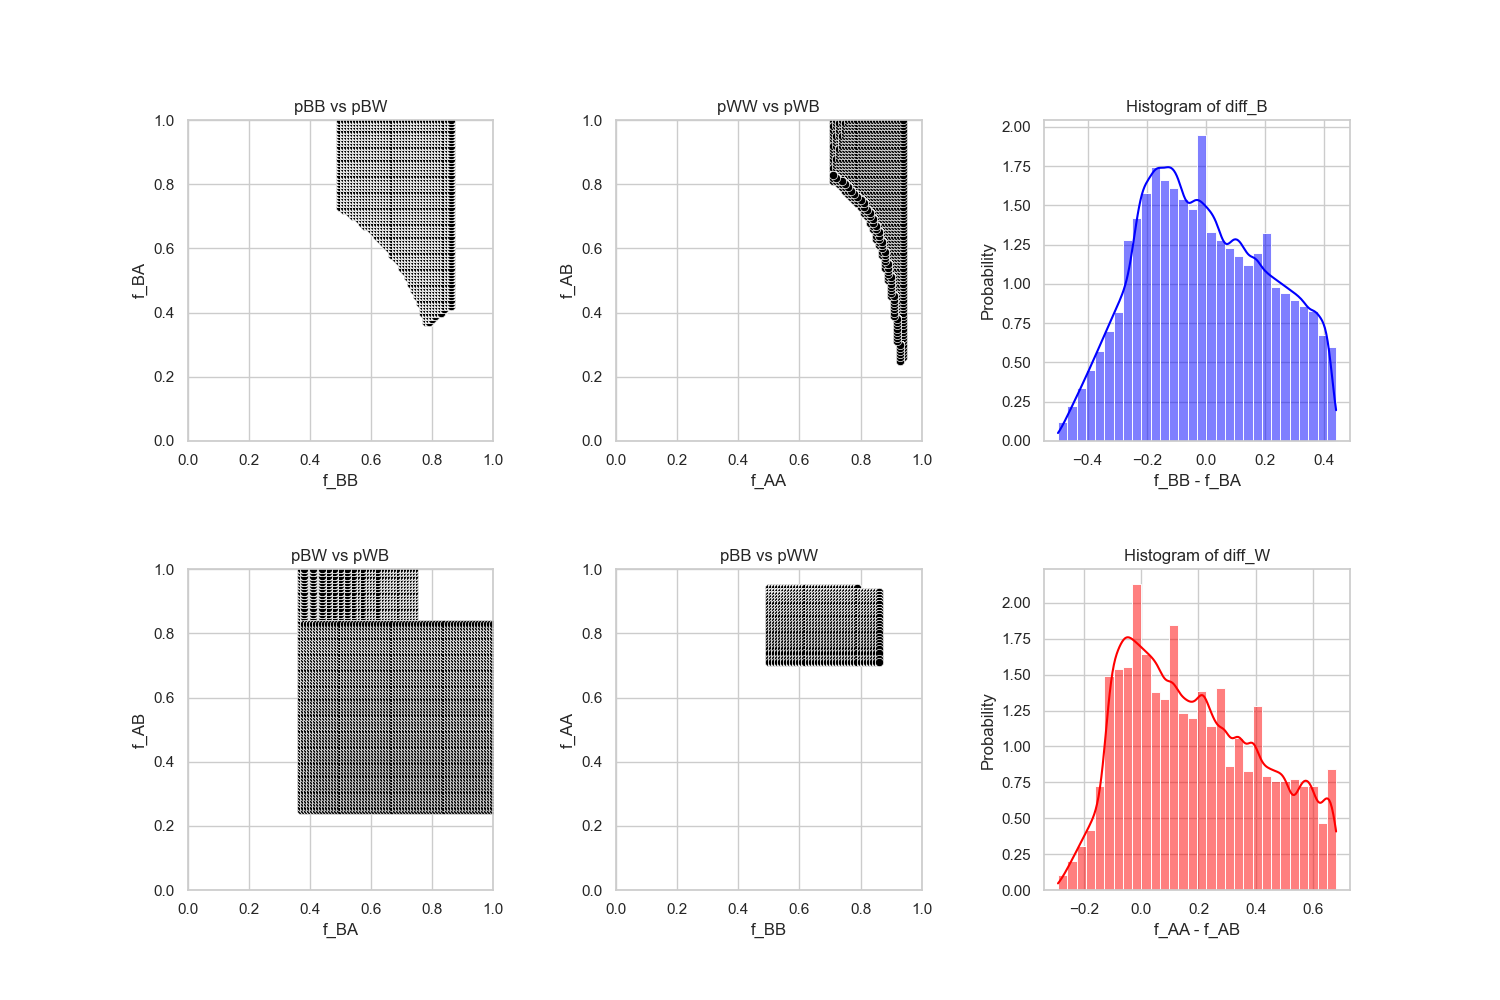 pBB vs pBW
1.0
0.8
0.6
0.4
0.2
0.0
f_BA
0.0 0.2 0.4 0.6 0.8 1.0
f_BB
pWW vs pWB
1.0
0.8
0.6
0.4
0.2
0.0
f_AB
0.0 0.2 0.4 0.6 0.8 1.0
f_AA
Histogram of diff_B
2.00
1.75
1.50
1.25
1.00
0.75
0.50
0.25
0.00
Probability
−0.4 −0.2 0.0 0.2 0.4
f_BB - f_BA
pBW vs pWB
1.0
0.8
0.6
0.4
0.2
0.0
f_AB
0.0 0.2 0.4 0.6 0.8 1.0
f_BA
pBB vs pWW
1.0
0.8
0.6
0.4
0.2
0.0
f_AA
0.0 0.2 0.4 0.6 0.8 1.0
f_BB
Histogram of diff_W
2.00
1.75
1.50
1.25
1.00
0.75
0.50
0.25
0.00
Probability
−0.2 0.0 0.2 0.4 0.6
f_AA - f_AB